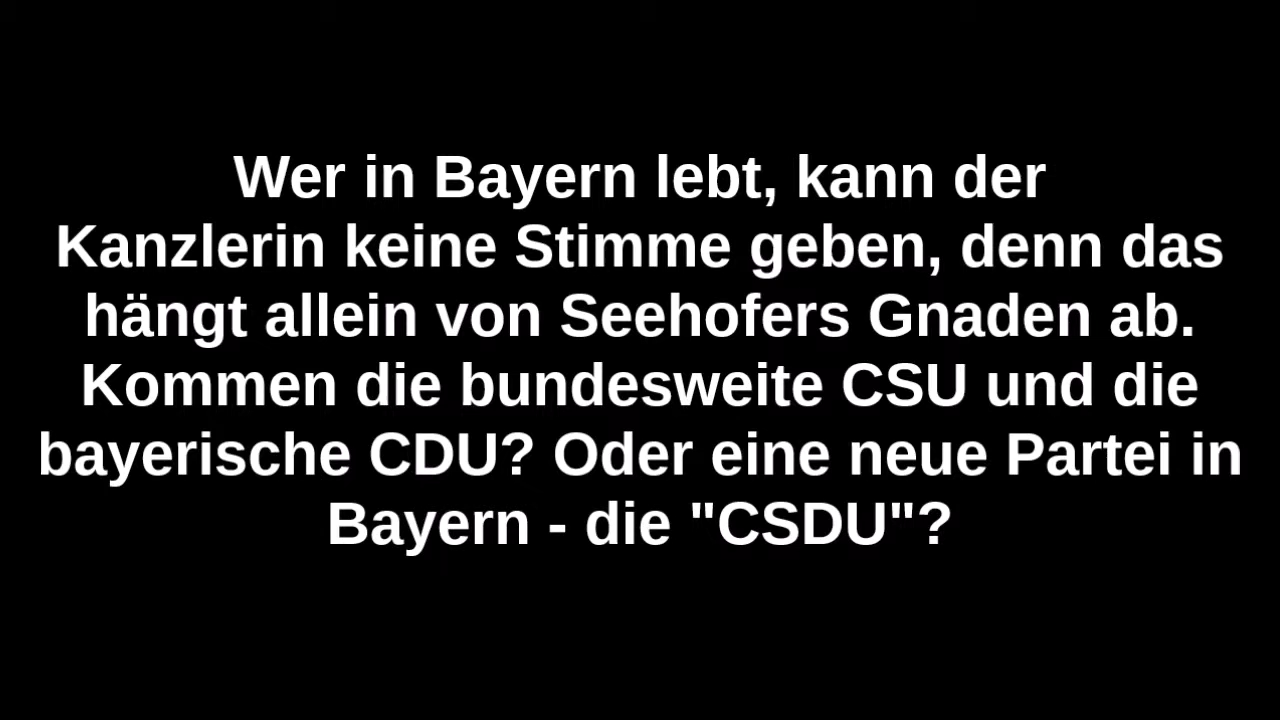 Wer in Bayern lebt, kann der
Kanzlerin keine Stimme geben, denn das
hängt allein von Seehofers Gnaden ab.
Kommen die bundesweite CSU und die
bayerische CDU? Oder eine neue Partei in
Bayern - die "CSDU"?